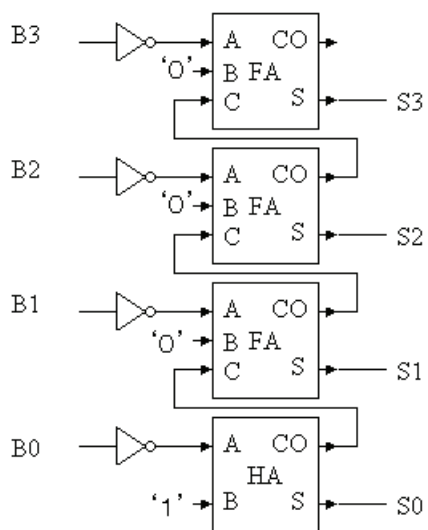 B3 A CO
'0' B FA
C S S3
B2 A CO
'0' B FA
C S S2
B1 A CO
'0' B FA
C S S1
B0 A CO
HA
'1' B S S0